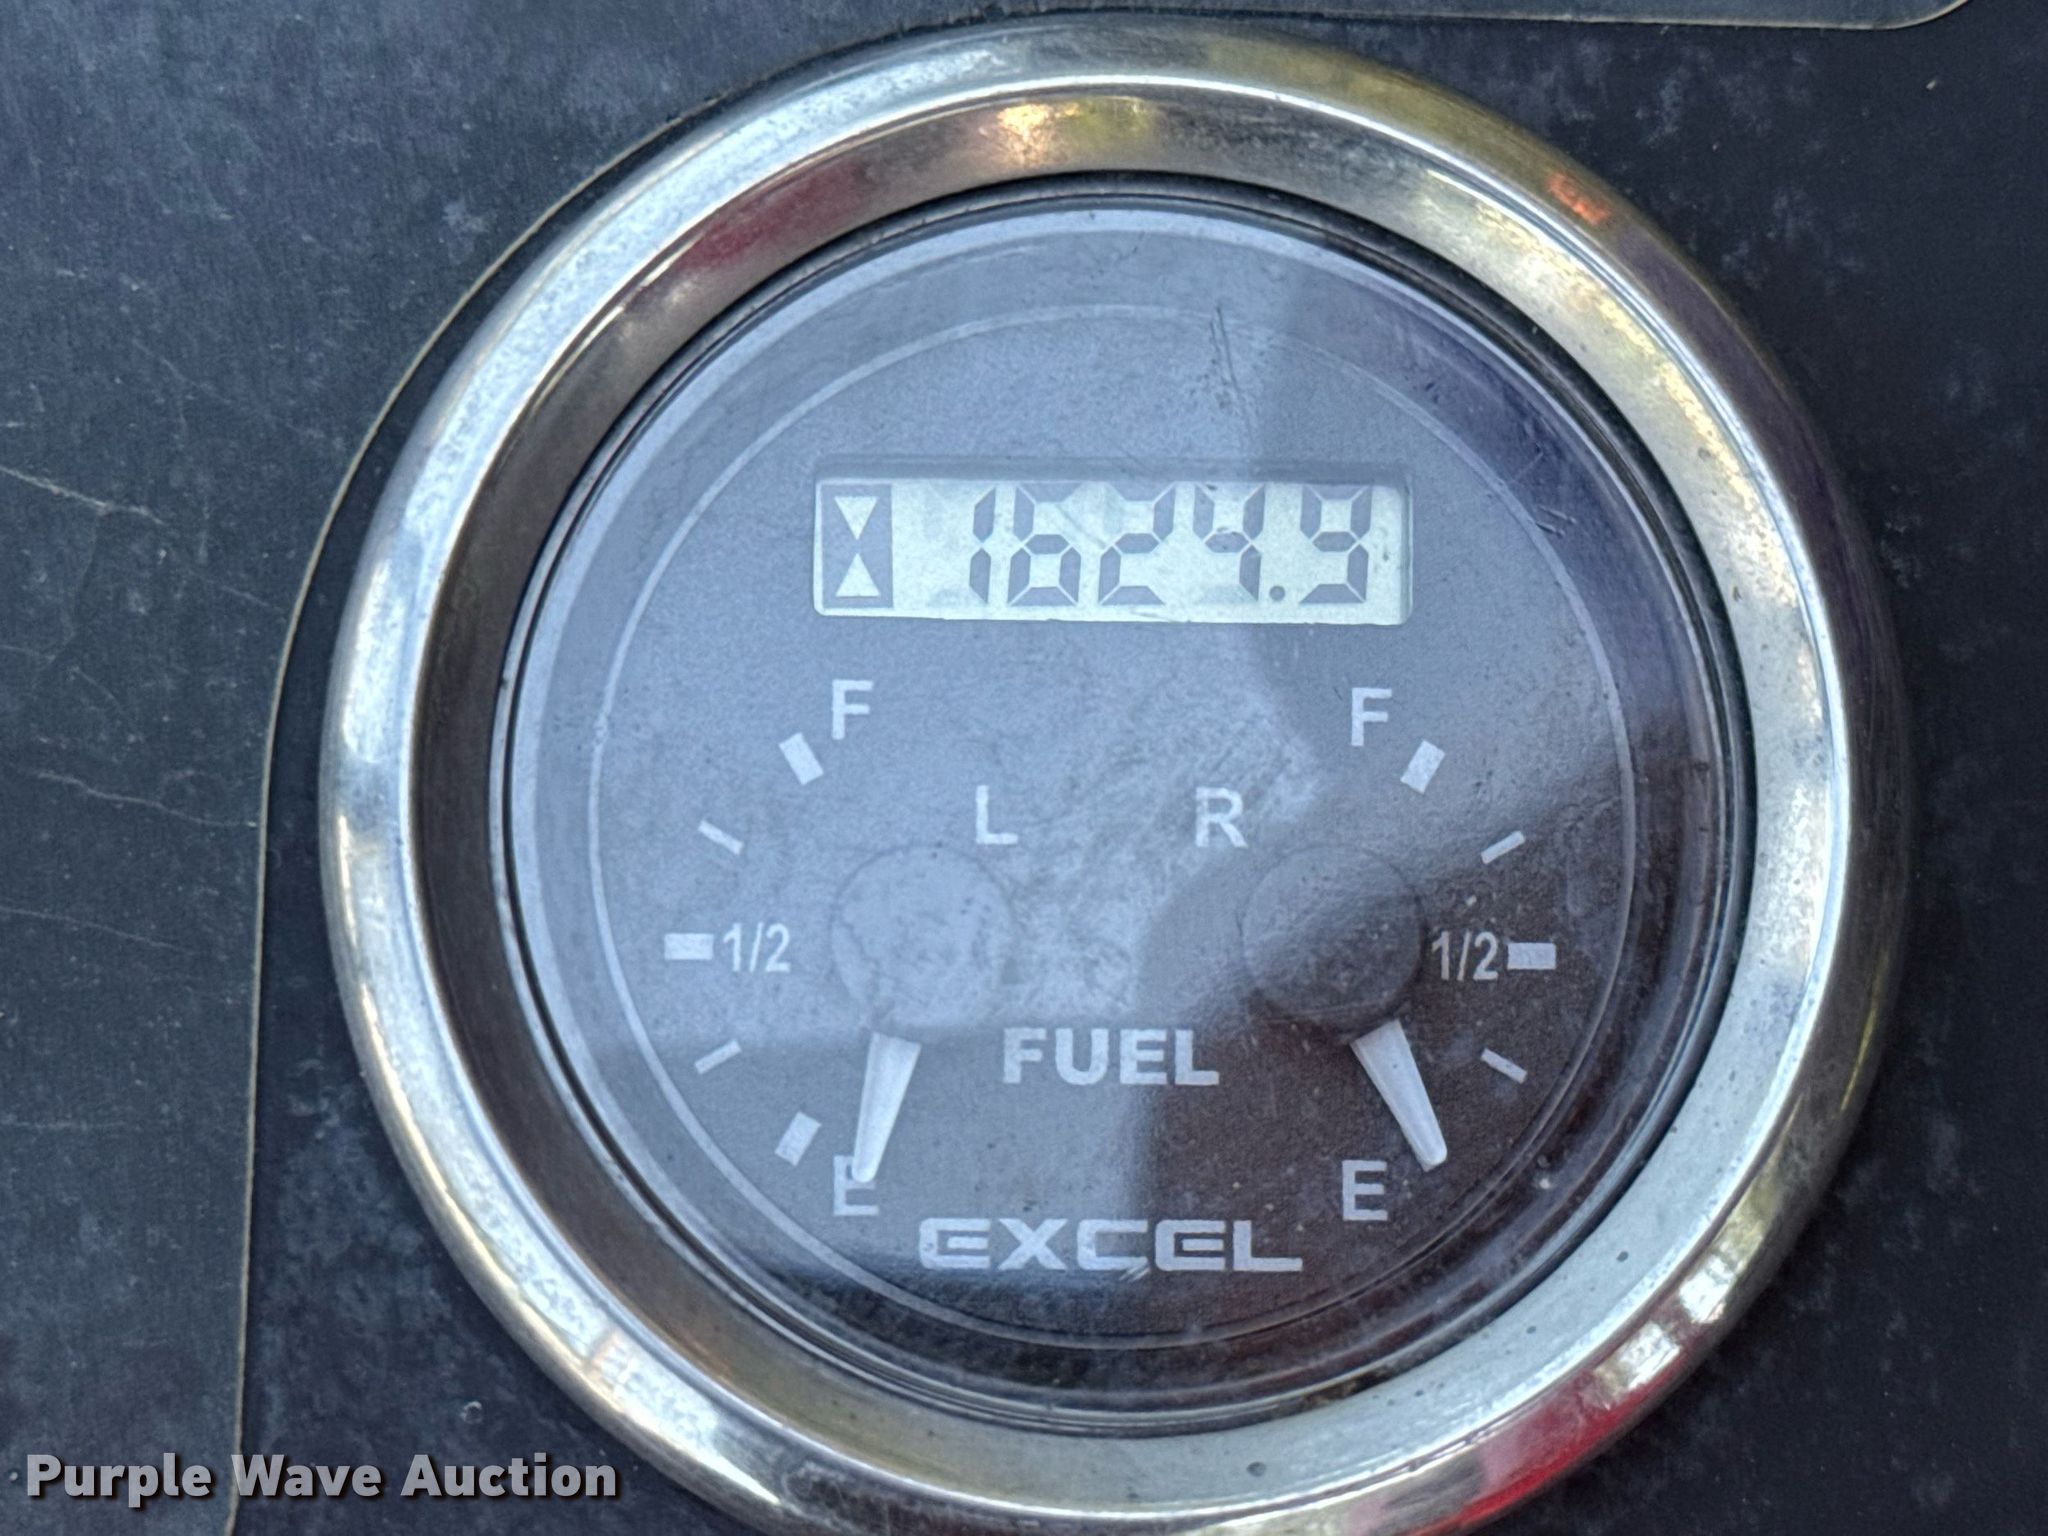 1624.9
F F
L R
1/2 1/2
FUEL
E E
EXCEL
Purple Wave Auction